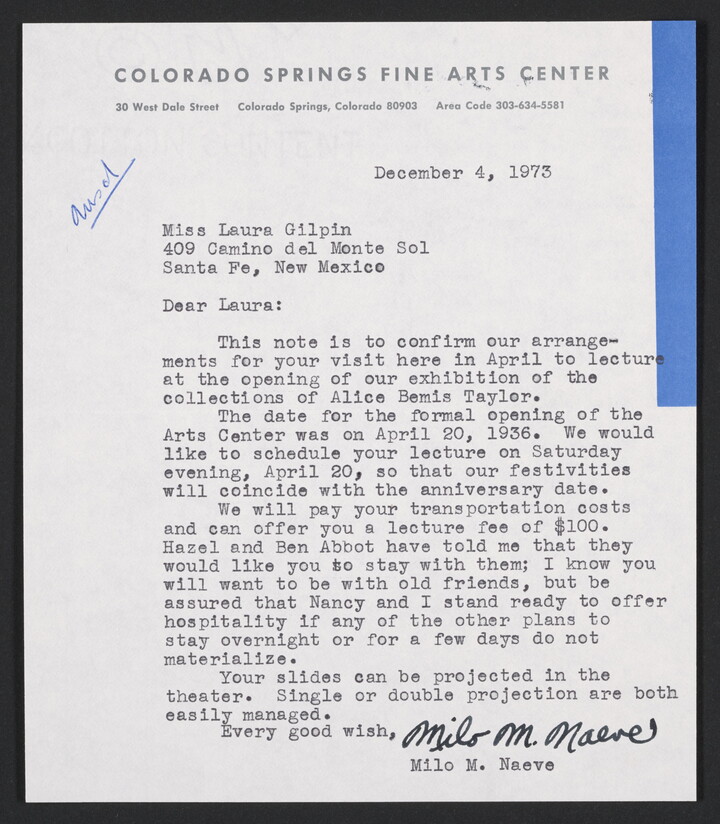 COLORADO SPRINGS FINE ARTS CENTER
30 West Dale Street Colorado Springs, Colorado 80903 Area Code 303-634-5581
December 4, 1973
ansd
Miss Laura Gilpin
409 Camino del Monte Sol
Santa Fe, New Mexico
Dear Laura:
This note is to confirm our arrange-
ments for your visit here in April to lecture
at the opening of our exhibition of the
collections of Alice Bemis Taylor.
The date for the formal opening of the
Arts Center was on April 20, 1936. We would
like to schedule your lecture on Saturday
evening, April 20, so that our festivities
will coincide with the anniversary date.
We will pay your transportation costs
and can offer you a lecture fee of $100.
Hazel and Ben Abbot have told me that they
would like you to stay with them; I know you
will want to be with old friends, but be
assured that Nancy and I stand ready to offer
hospitality if any of the other plans to
stay overnight or for a few days do not
materialize.
Your slides can be projected in the
theater. Single or double projection are both
easily managed.
Every good wish, Milo M. Naeve
Milo M. Naeve